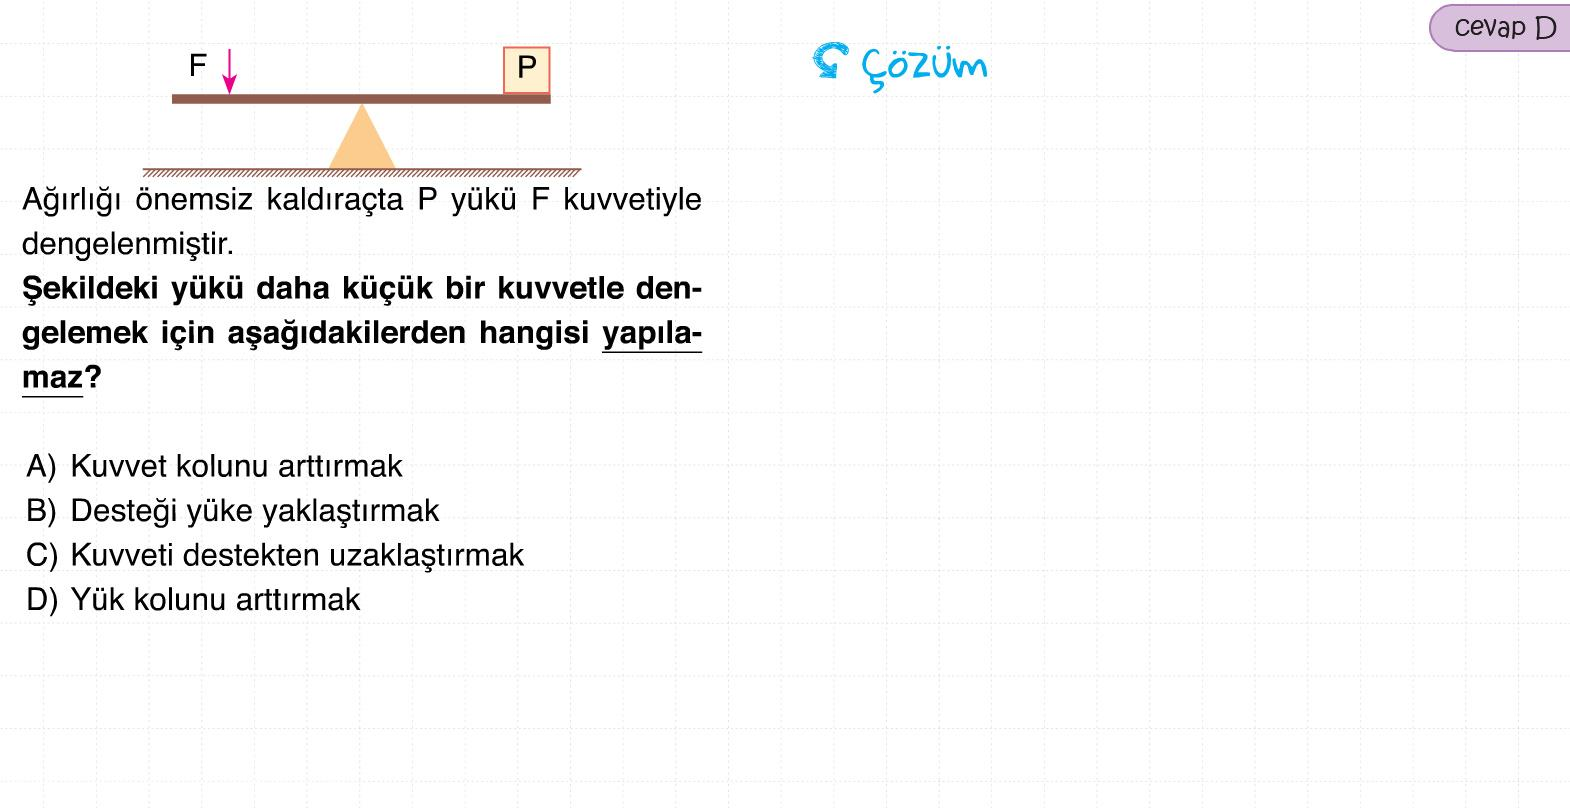 F
P
Ağırlığı önemsiz kaldıraçta P yükü F kuvvetiyle
dengelenmiştir.
Şekildeki yükü daha küçük bir kuvvetle den-
gelemek için aşağıdakilerden hangisi yapıla-
maz?
A) Kuvvet kolunu arttırmak
B) Desteği yüke yaklaştırmak
C) Kuvveti destekten uzaklaştırmak
D) Yük kolunu arttırmak
Çözüm
cevap D